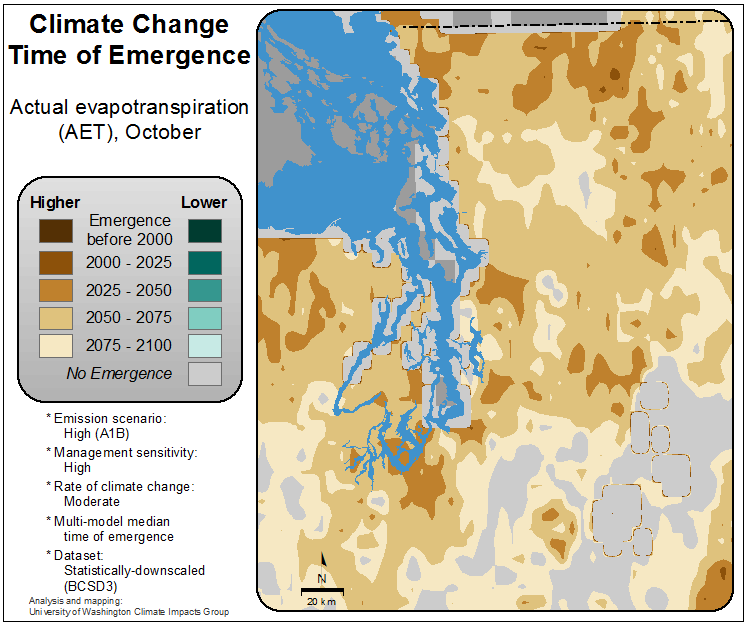 Climate Change
Time of Emergence
Actual evapotranspiration
(AET), October
Higher
Lower
Emergence
before 2000
2000 - 2025
2025 - 2050
2050 - 2075
2075 - 2100
No Emergence
* Emission scenario:
High (A1B)
* Management sensitivity:
High
* Rate of climate change:
Moderate
* Multi-model median
time of emergence
* Dataset:
Statistically-downscaled
(BCSD3)
Analysis and mapping:
University of Washington Climate Impacts Group
N
20 km